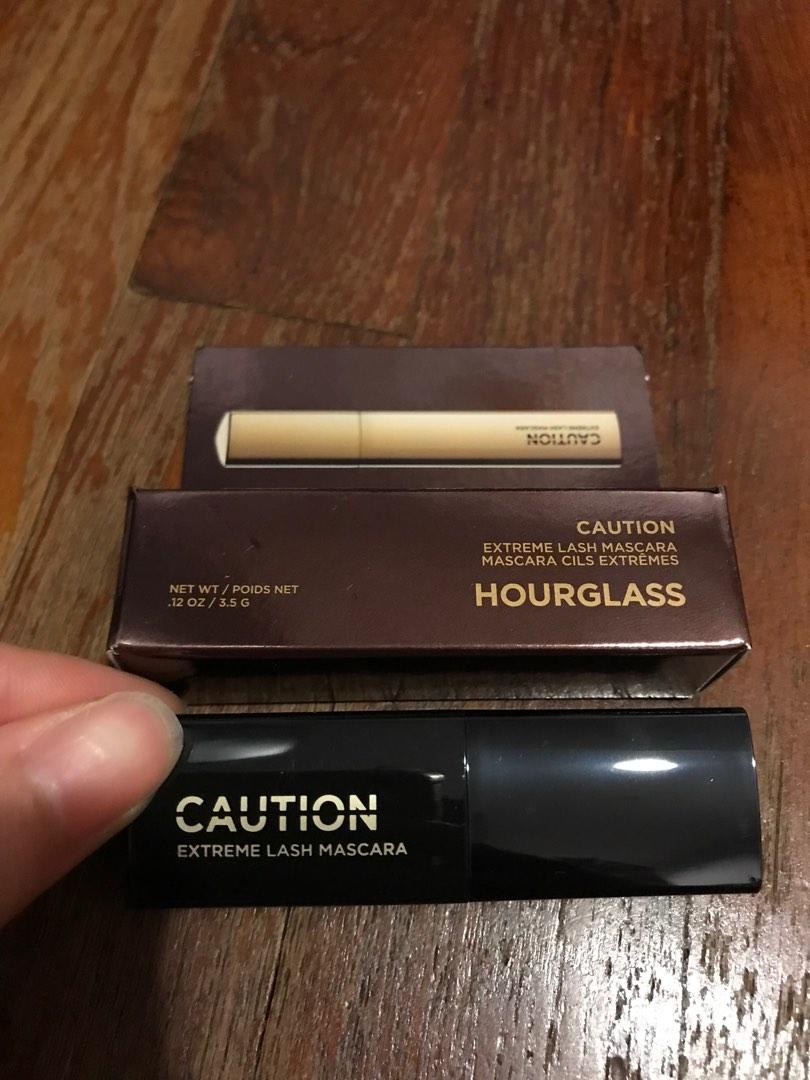 CAUTION
EXTREME LASH MASCARA
CAUTION
EXTREME LASH MASCARA
MASCARA CILS EXTRÊMES
HOURGLASS
NET WT / POIDS NET
.12 OZ / 3.5 G
CAUTION
EXTREME LASH MASCARA